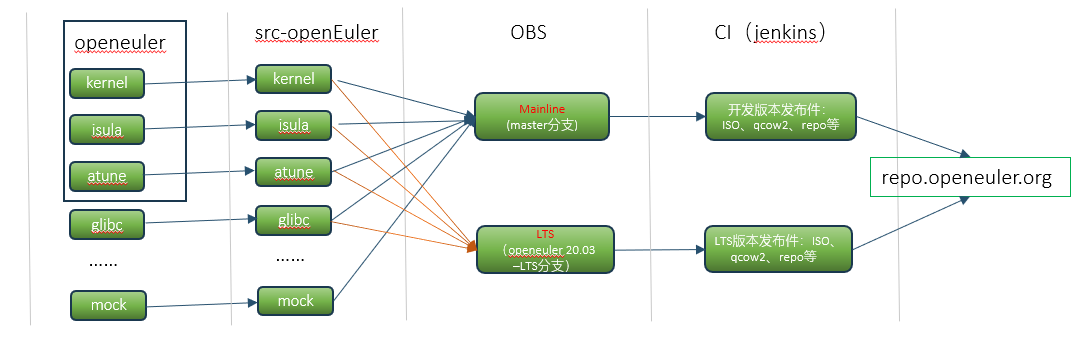 openeuler
src-openEuler
OBS
CI（jenkins）
kernel
isula
atune
glibc
……
mock
kernel
isula
atune
glibc
……
mock
Mainline
(master分支)
LTS
（openeuler 20.03
–LTS分支）
开发版本发布件：
ISO、qcow2、repo等
LTS版本发布件：ISO、
qcow2、repo等
repo.openeuler.org